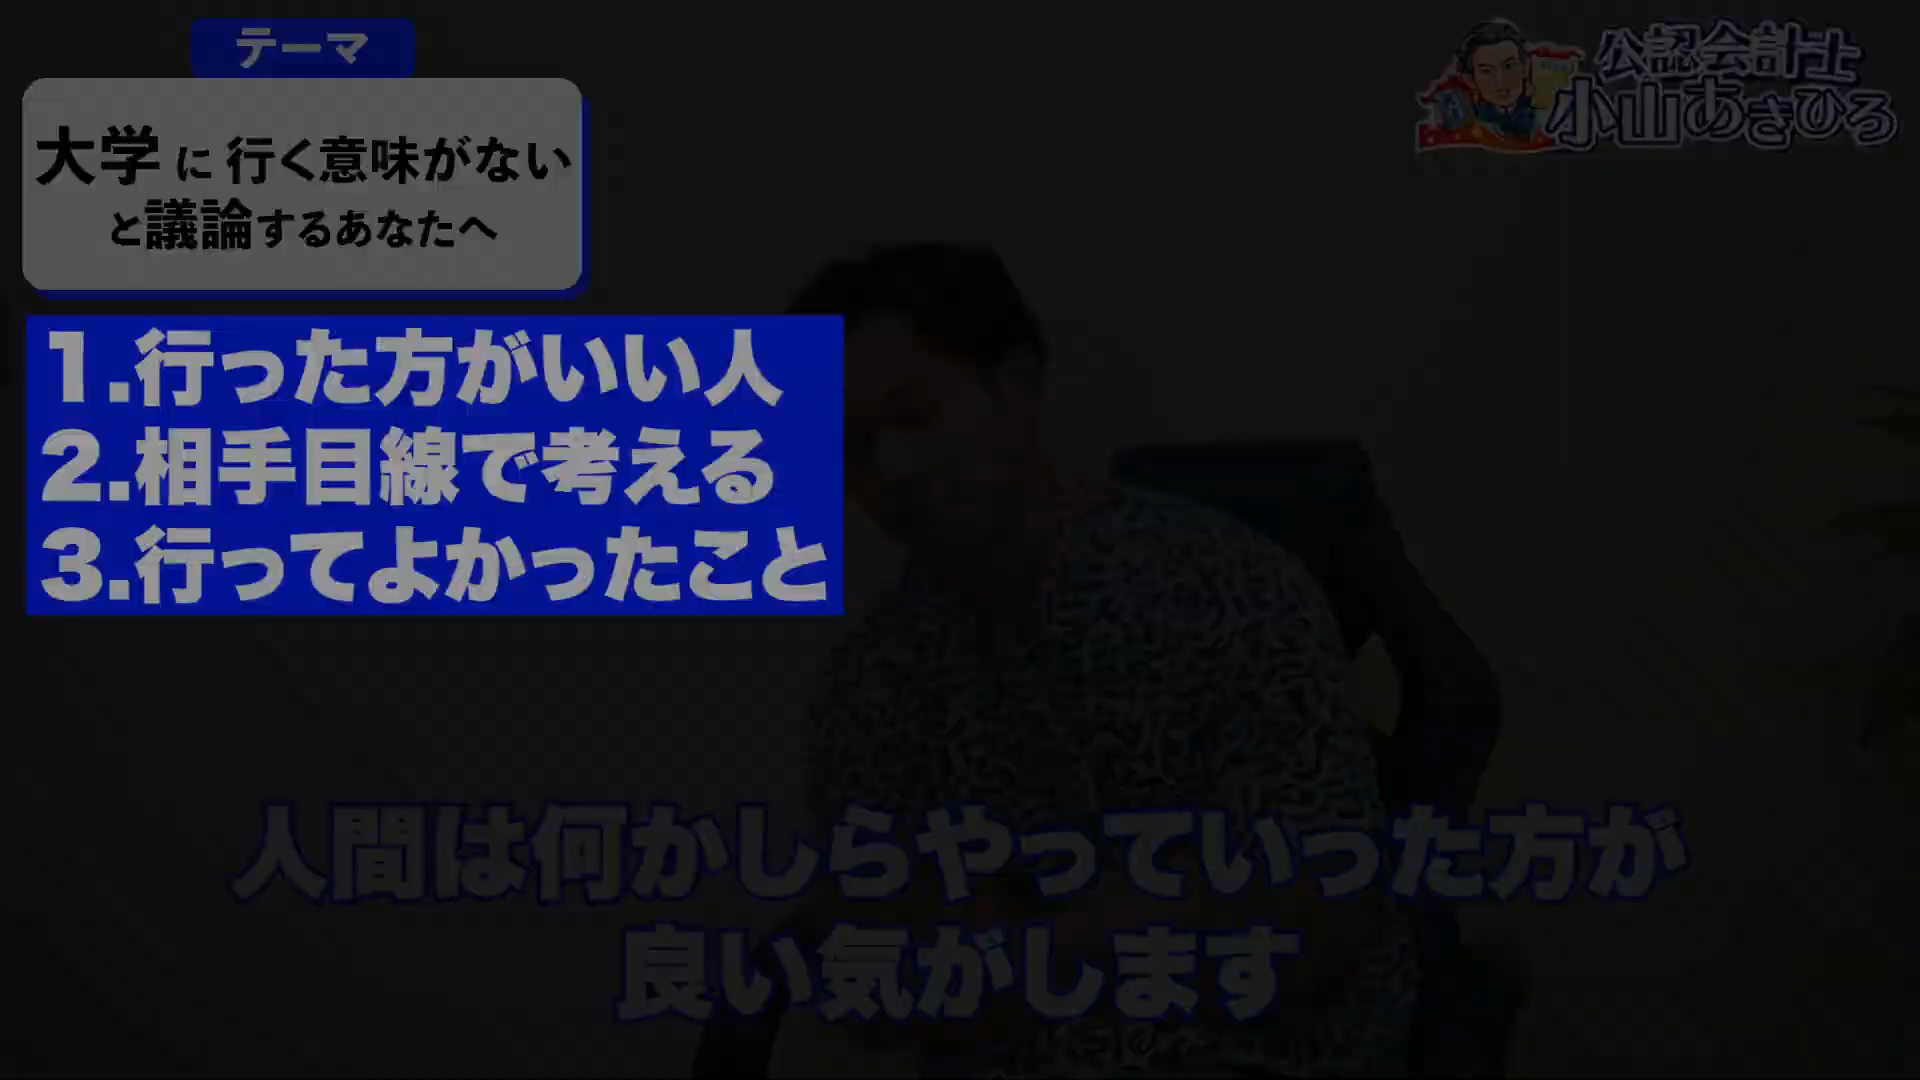 テーマ
大学に行く意味がない
と議論するあなたへ
公認会計士
小山あきひろ
1.行った方がいい人
2.相手目線で考える
3.行ってよかったこと
人間は何かしらやっていった方が
良い気がします